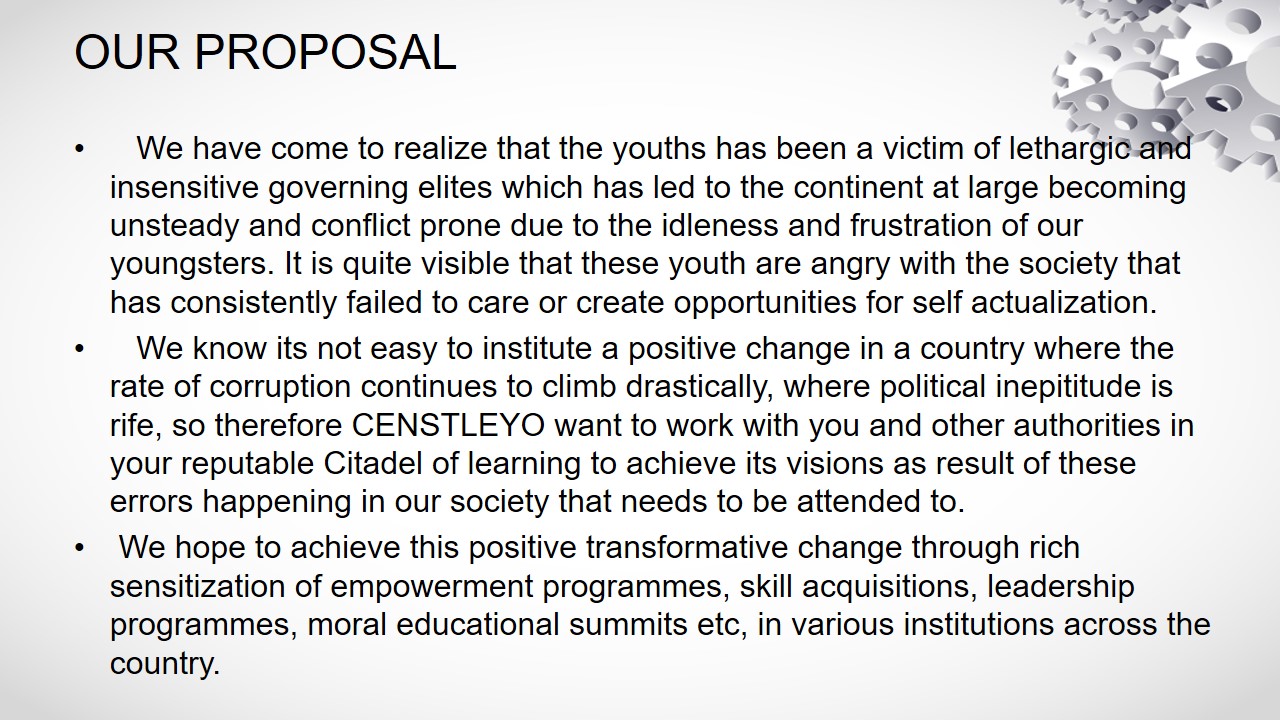 OUR PROPOSAL
• We have come to realize that the youths has been a victim of lethargic and
insensitive governing elites which has led to the continent at large becoming
unsteady and conflict prone due to the idleness and frustration of our
youngsters. It is quite visible that these youth are angry with the society that
has consistently failed to care or create opportunities for self actualization.
• We know its not easy to institute a positive change in a country where the
rate of corruption continues to climb drastically, where political inepititude is
rife, so therefore CENSTLEYO want to work with you and other authorities in
your reputable Citadel of learning to achieve its visions as result of these
errors happening in our society that needs to be attended to.
• We hope to achieve this positive transformative change through rich
sensitization of empowerment programmes, skill acquisitions, leadership
programmes, moral educational summits etc, in various institutions across the
country.